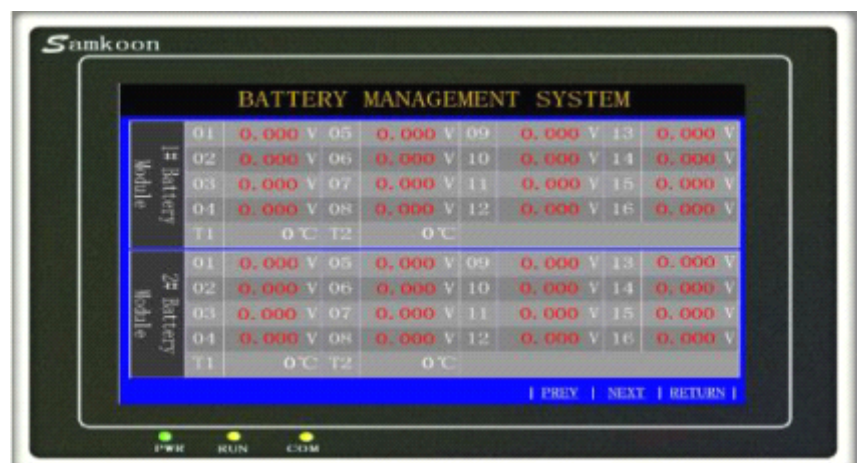 Samkoon
BATTERY MANAGEMENT SYSTEM
1# Battery Module
01 0.000 V 05 0.000 V 09 0.000 V 13 0.000 V
02 0.000 V 06 0.000 V 10 0.000 V 14 0.000 V
03 0.000 V 07 0.000 V 11 0.000 V 15 0.000 V
04 0.000 V 08 0.000 V 12 0.000 V 16 0.000 V
T1 0℃ T2 0℃
2# Battery Module
01 0.000 V 05 0.000 V 09 0.000 V 13 0.000 V
02 0.000 V 06 0.000 V 10 0.000 V 14 0.000 V
03 0.000 V 07 0.000 V 11 0.000 V 15 0.000 V
04 0.000 V 08 0.000 V 12 0.000 V 16 0.000 V
T1 0℃ T2 0℃
| PREV | NEXT | RETURN |
PWR RUN COM